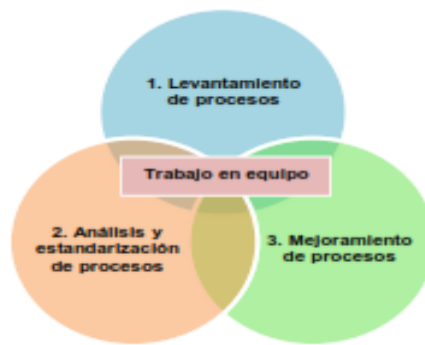 1. Levantamiento
de procesos
Trabajo en equipo
2. Análisis y
estandarización
de procesos
3. Mejoramiento
de procesos